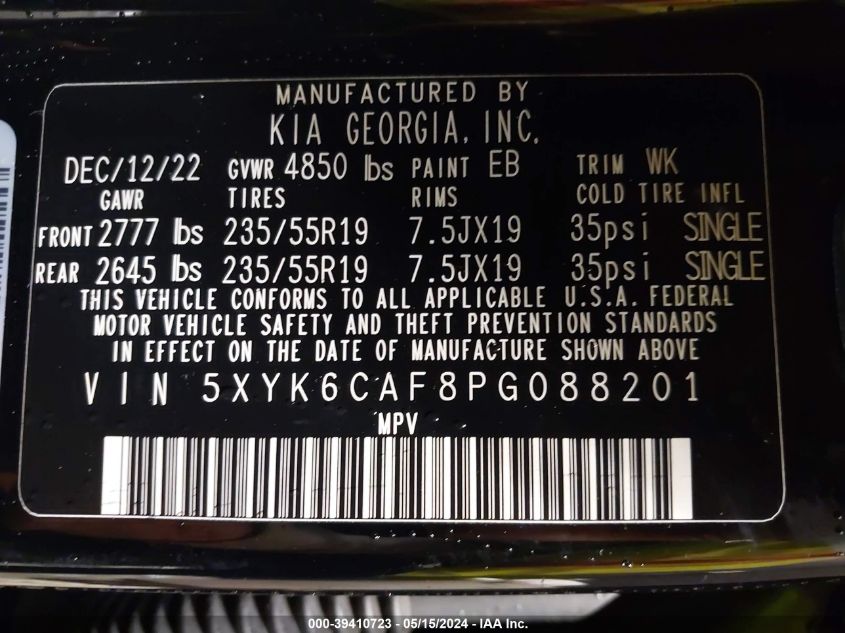 MANUFACTURED BY
KIA GEORGIA, INC.
DEC/12/22 GVWR 4850 lbs PAINT EB TRIM WK
GAWR TIRES RIMS COLD TIRE INFL
FRONT 2777 lbs 235/55R19 7.5JX19 35psi SINGLE
REAR 2645 lbs 235/55R19 7.5JX19 35psi SINGLE
THIS VEHICLE CONFORMS TO ALL APPLICABLE U.S.A. FEDERAL
MOTOR VEHICLE SAFETY AND THEFT PREVENTION STANDARDS
IN EFFECT ON THE DATE OF MANUFACTURE SHOWN ABOVE
VIN 5XYK6CAF8PG088201
MPV
000-39410723 - 05/15/2024 - IAA Inc.